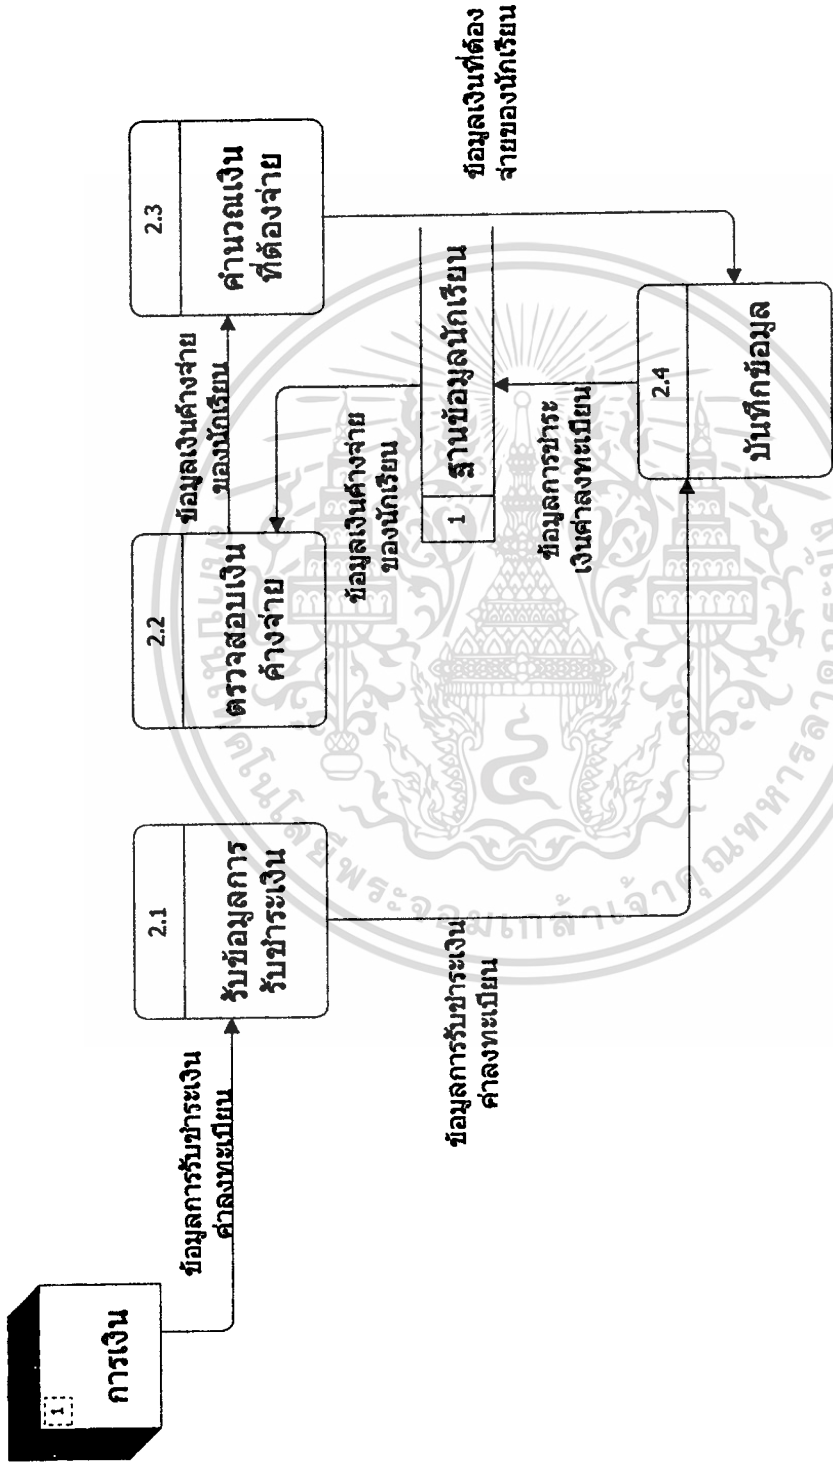 1
การเงิน
ข้อมูลการรับชำระเงิน
ค่าลงทะเบียน
2.1
รับข้อมูลการ
รับชำระเงิน
2.2
ตรวจสอบเงิน
ค้างจ่าย
ข้อมูลเงินค้างจ่าย
ของนักเรียน
2.3
คำนวณเงิน
ที่ต้องจ่าย
ข้อมูลเงินค้างจ่าย
ของนักเรียน
1 ฐานข้อมูลนักเรียน
ข้อมูลเงินที่ต้อง
จ่ายของนักเรียน
ข้อมูลการรับชำระเงิน
ค่าลงทะเบียน
ข้อมูลการชำระ
เงินค่าลงทะเบียน
2.4
บันทึกข้อมูล